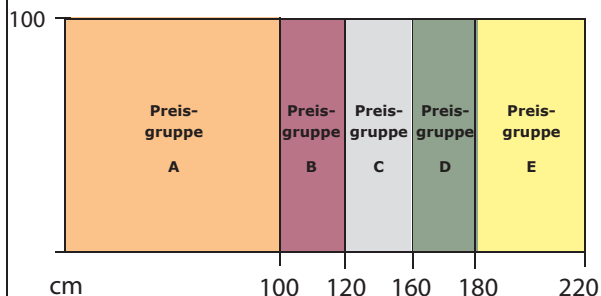 100
Preis-
gruppe
A
Preis-
gruppe
B
Preis-
gruppe
C
Preis-
gruppe
D
Preis-
gruppe
E
cm 100 120 160 180 220